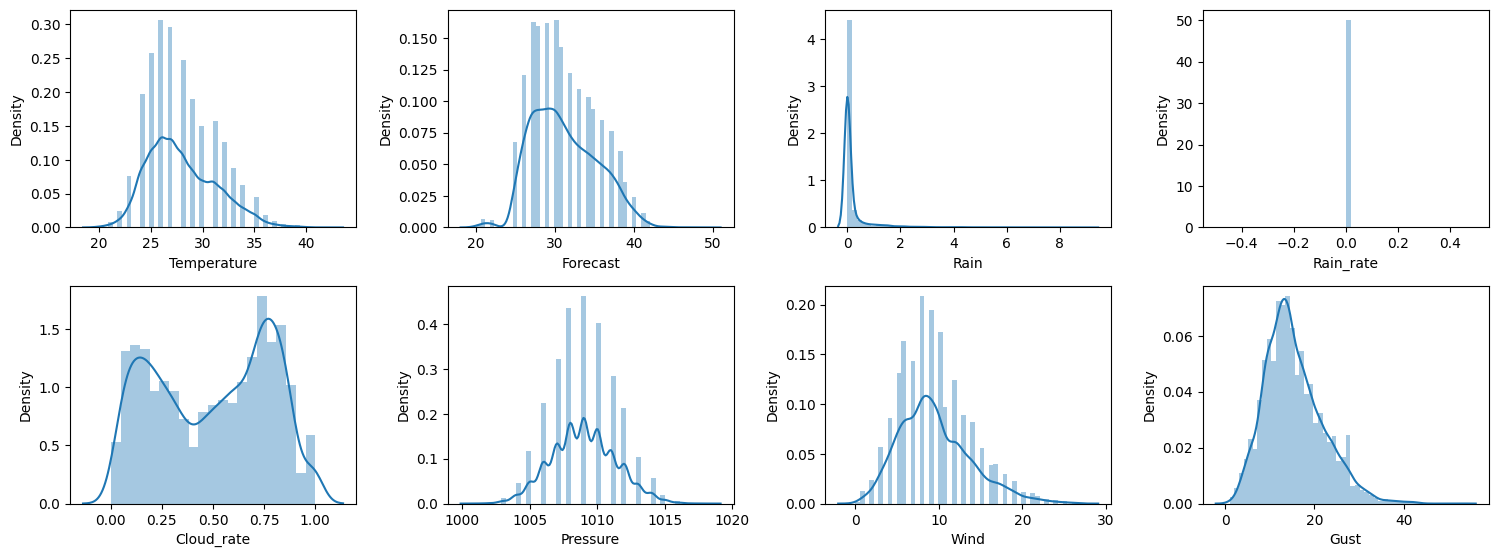 0.30
0.25
0.20
0.15
0.10
0.05
0.00
Density
20 25 30 35 40
Temperature
0.150
0.125
0.100
0.075
0.050
0.025
0.000
Density
20 30 40 50
Forecast
4
3
2
1
0
Density
0 2 4 6 8
Rain
50
40
30
20
10
0
Density
−0.4 −0.2 0.0 0.2 0.4
Rain_rate
1.5
1.0
0.5
0.0
Density
0.00 0.25 0.50 0.75 1.00
Cloud_rate
0.4
0.3
0.2
0.1
0.0
Density
1000 1005 1010 1015 1020
Pressure
0.20
0.15
0.10
0.05
0.00
Density
0 10 20 30
Wind
0.06
0.04
0.02
0.00
Density
0 20 40
Gust